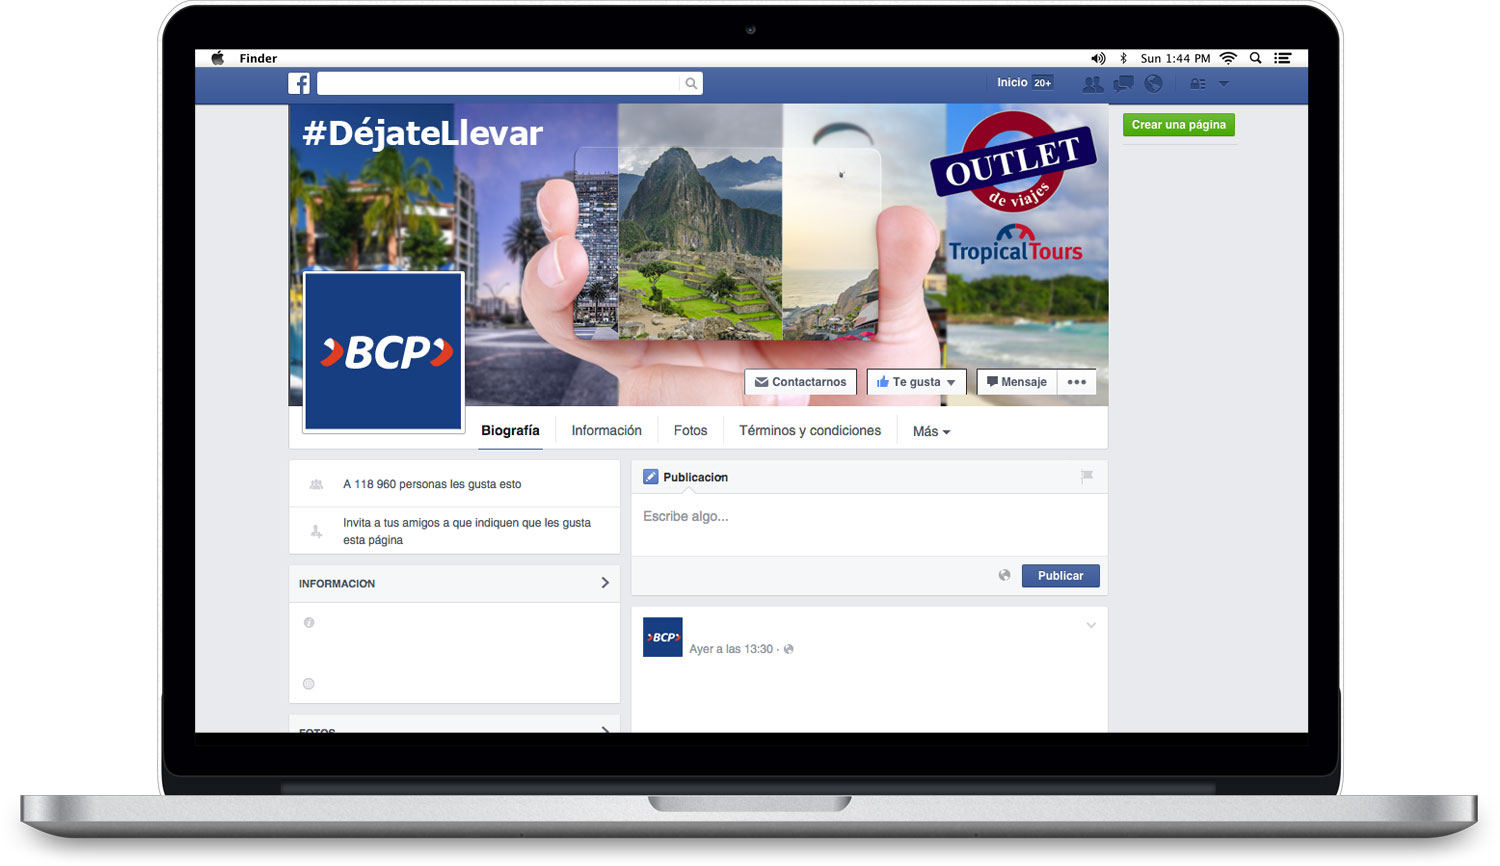 Finder
Sun 1:44 PM
f
Inicio 20+
#DéjateLlevar
OUTLET
de viajes
TropicalTours
Crear una página
BCP
Contactarnos
Te gusta
Mensaje
Biografía
Información
Fotos
Términos y condiciones
Más
A 118 960 personas les gusta esto
Invita a tus amigos a que indiquen que les gusta
esta página
INFORMACION
FOTOS
Publicacion
Escribe algo...
Publicar
BCP
Ayer a las 13:30 ·